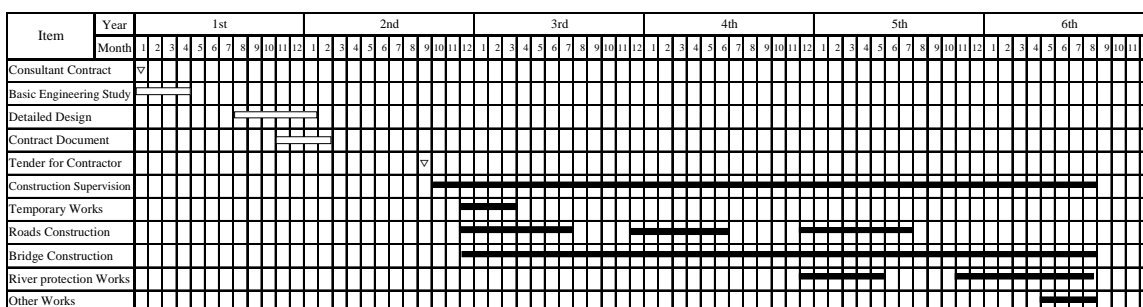 Item Year 1st 2nd 3rd 4th 5th 6th
Month 1 2 3 4 5 6 7 8 9 10 11 12 1 2 3 4 5 6 7 8 9 10 11 12 1 2 3 4 5 6 7 8 9 10 11 12 1 2 3 4 5 6 7 8 9 10 11 12 1 2 3 4 5 6 7 8 9 10 11 12 1 2 3 4 5 6 7 8 9 10 11
Consultant Contract
Basic Engineering Study
Detailed Design
Contract Document
Tender for Contractor
Construction Supervision
Temporary Works
Roads Construction
Bridge Construction
River protection Works
Other Works